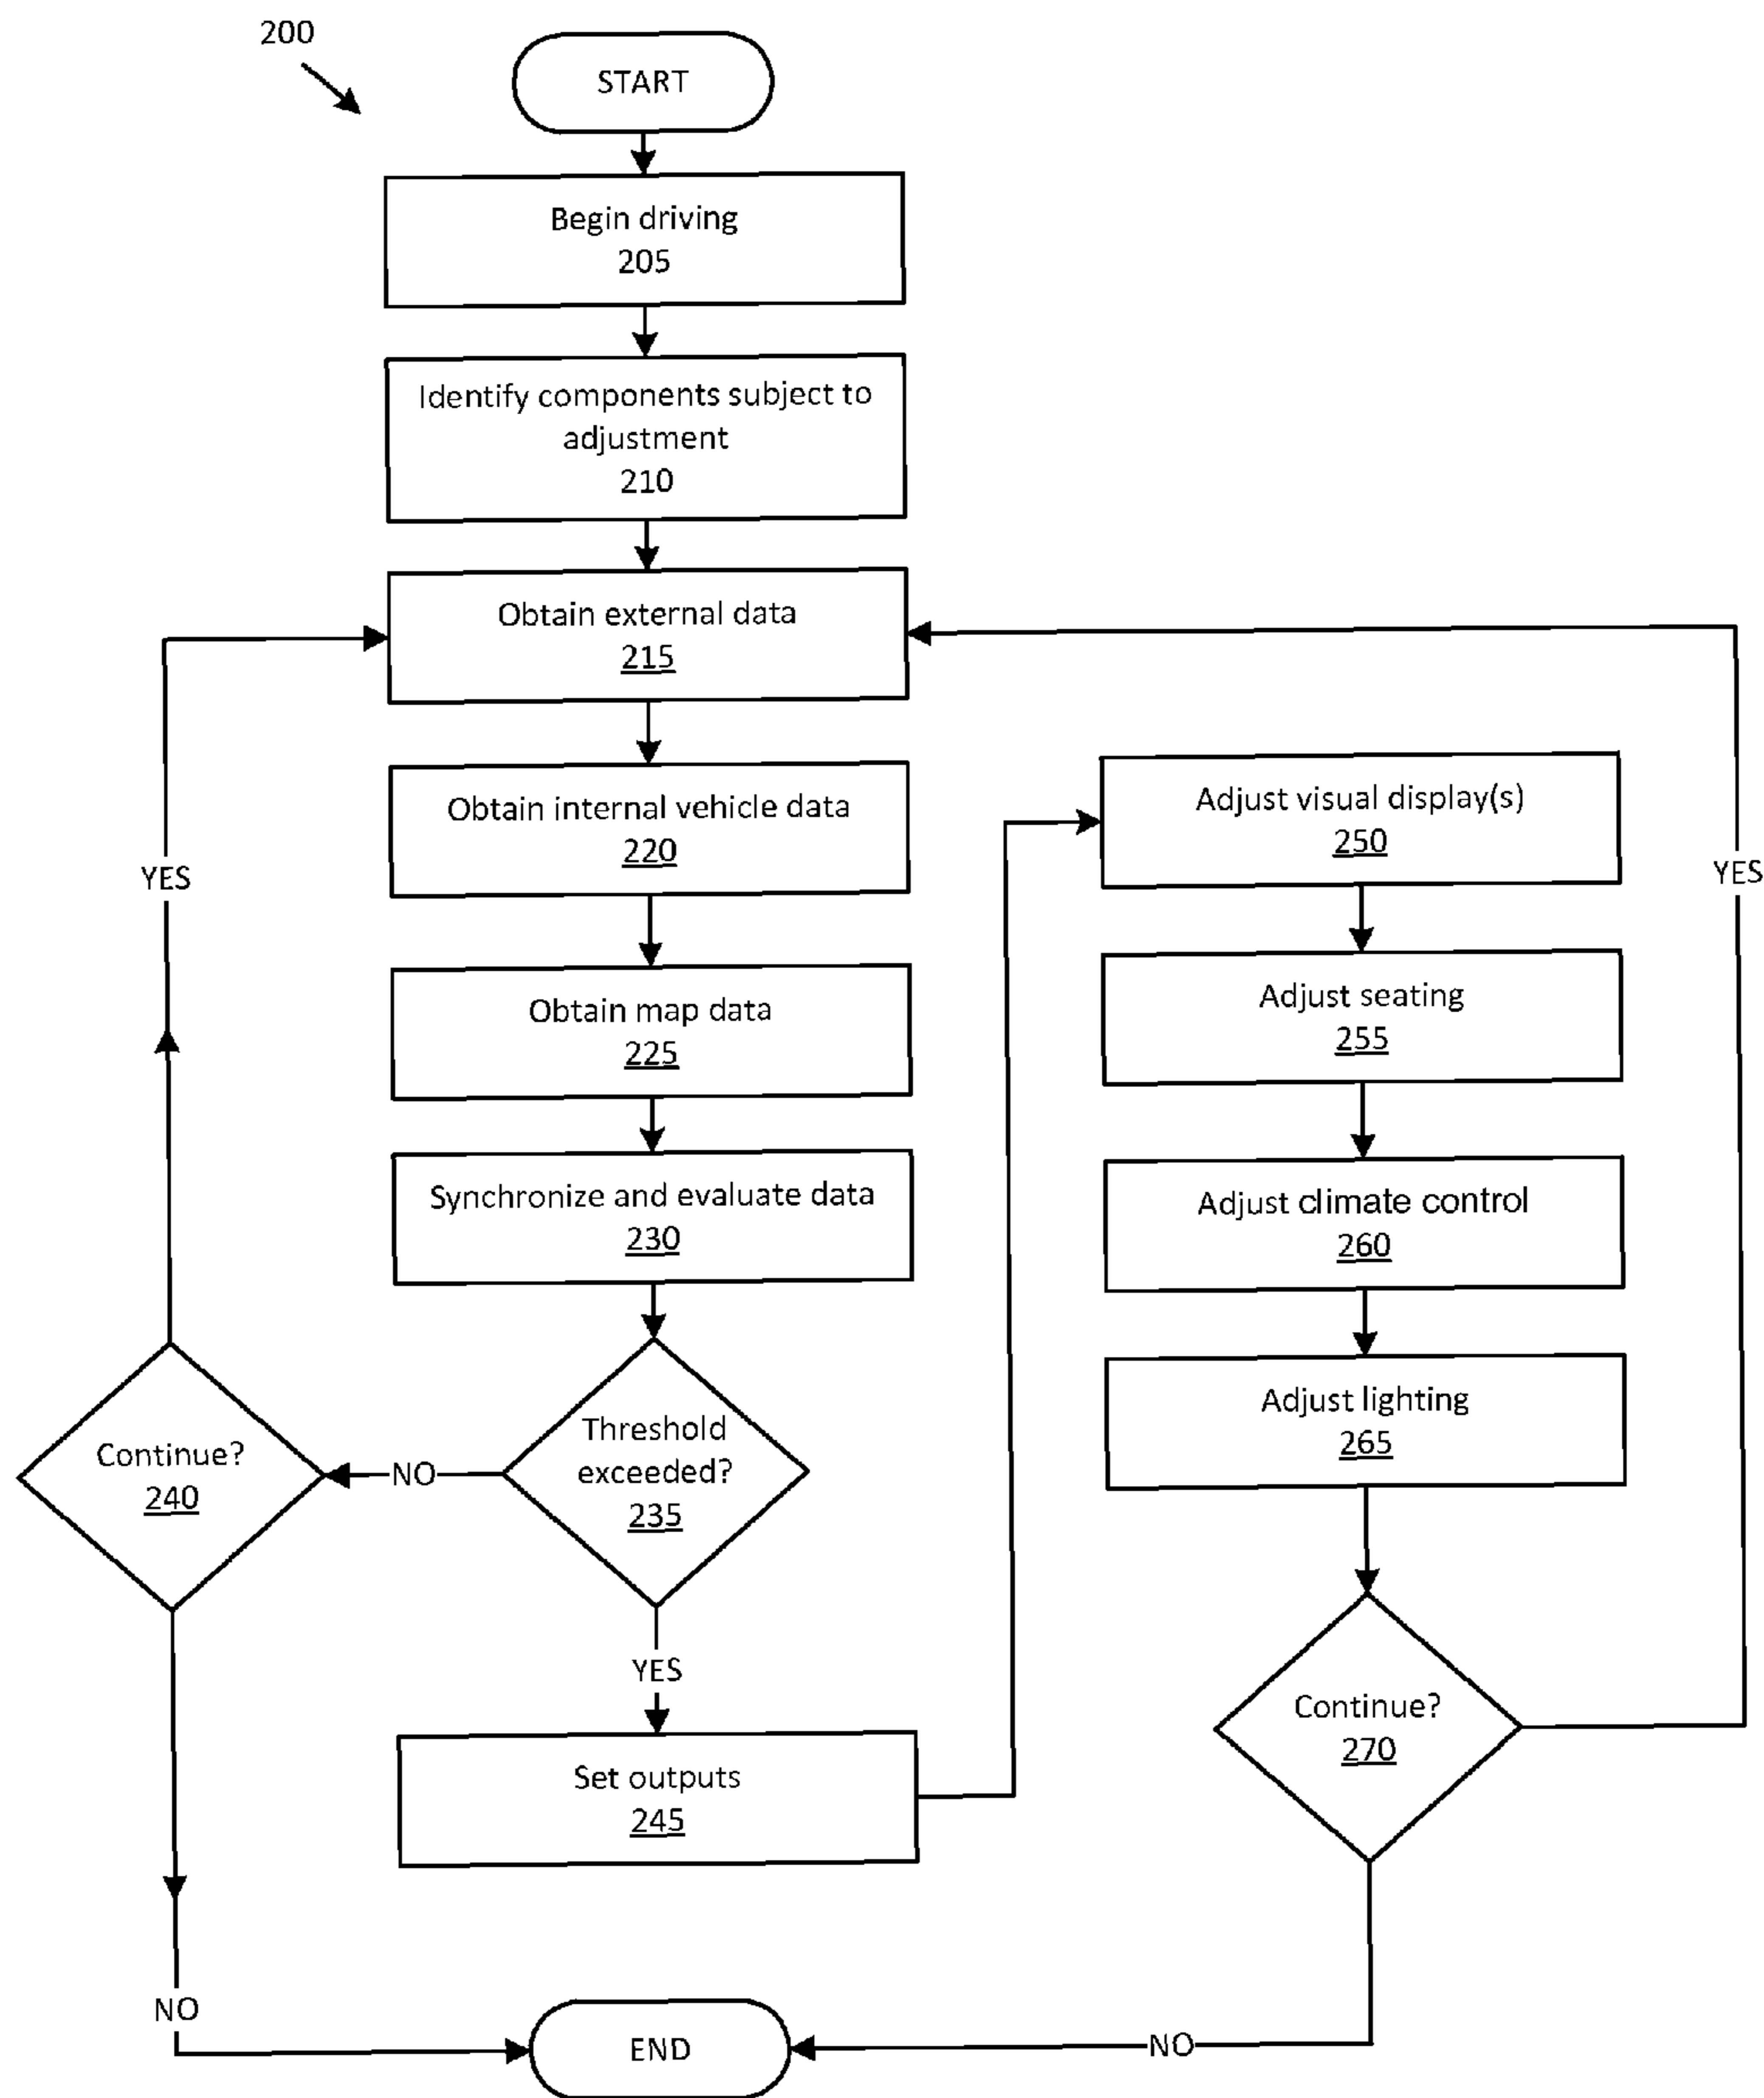 200
START
Begin driving
205
Identify components subject to
adjustment
210
Obtain external data
215
Obtain internal vehicle data
220
Obtain map data
225
Synchronize and evaluate data
230
Threshold
exceeded?
235
NO
Continue?
240
YES
NO
YES
Set outputs
245
Adjust visual display(s)
250
Adjust seating
255
Adjust climate control
260
Adjust lighting
265
Continue?
270
YES
NO
END